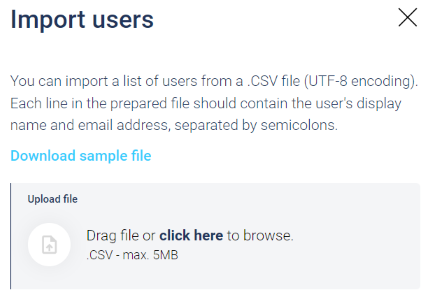 Import users
You can import a list of users from a .CSV file (UTF-8 encoding).
Each line in the prepared file should contain the user's display
name and email address, separated by semicolons.
Download sample file
Upload file
Drag file or click here to browse.
.CSV - max. 5MB